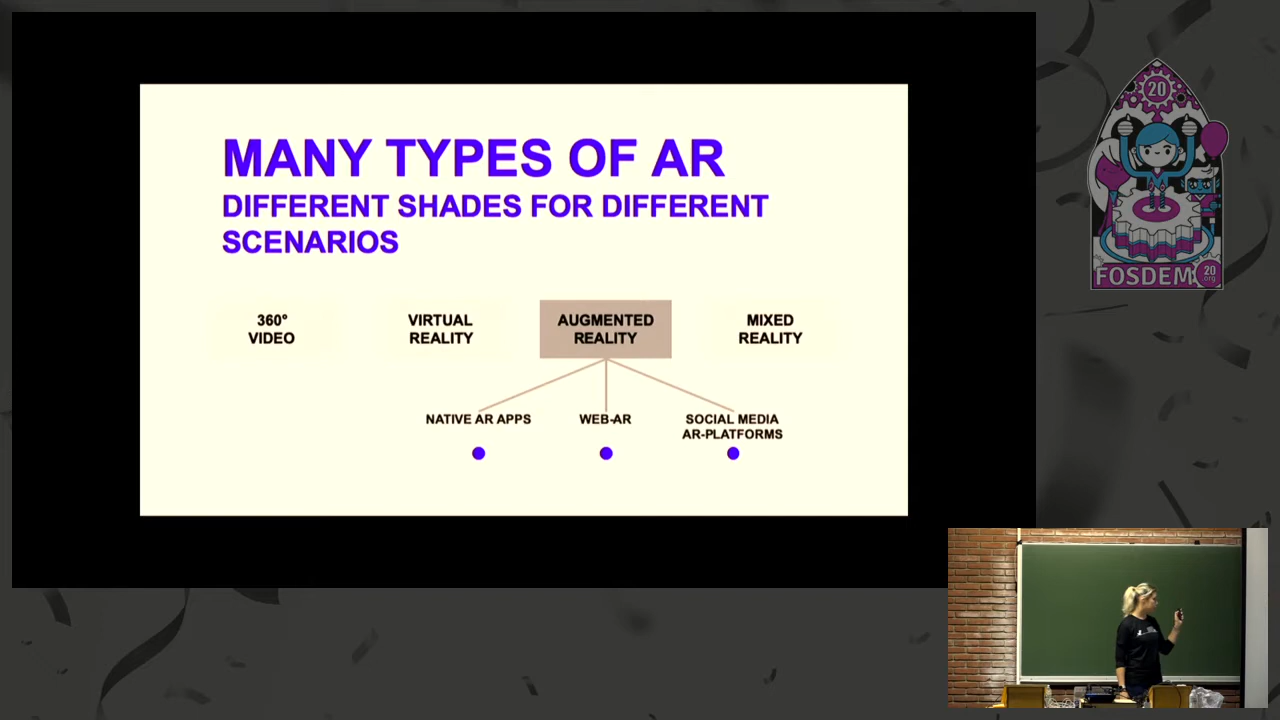 MANY TYPES OF AR
DIFFERENT SHADES FOR DIFFERENT
SCENARIOS
360°
VIDEO
VIRTUAL
REALITY
AUGMENTED
REALITY
MIXED
REALITY
NATIVE AR APPS
WEB-AR
SOCIAL MEDIA
AR-PLATFORMS
20
FOSDEM
20
.org